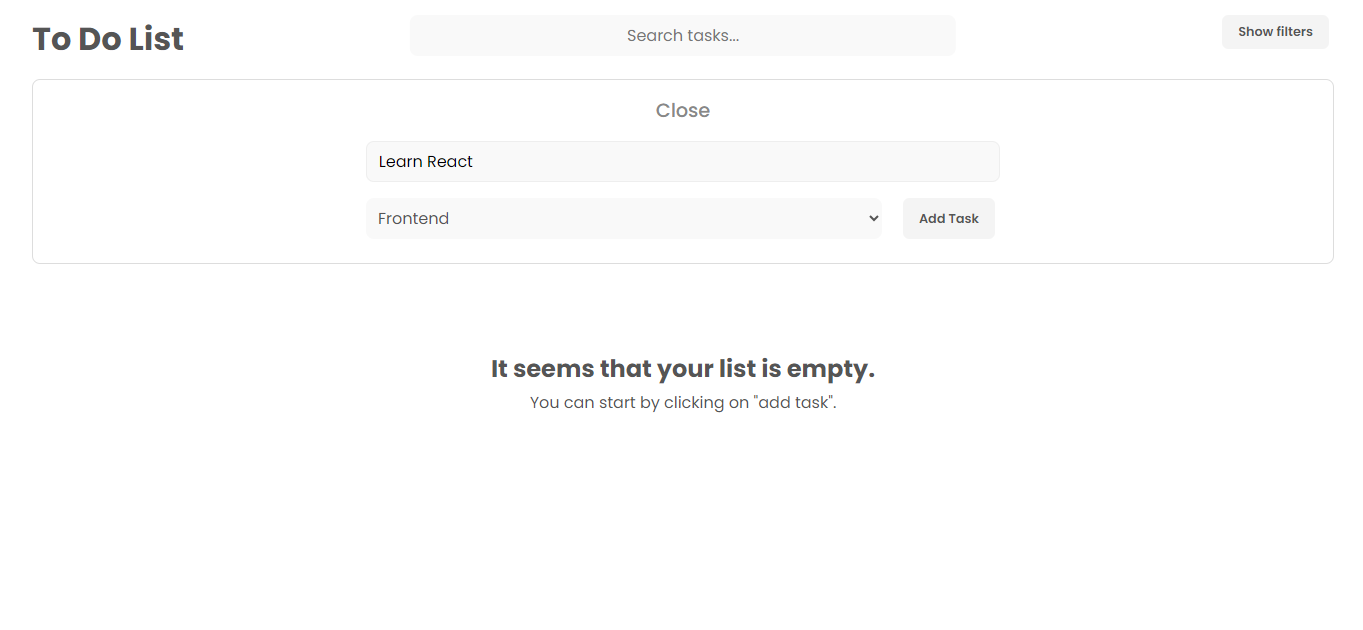 To Do List
Search tasks...
Show filters
Close
Learn React
Frontend
Add Task
It seems that your list is empty.
You can start by clicking on "add task".